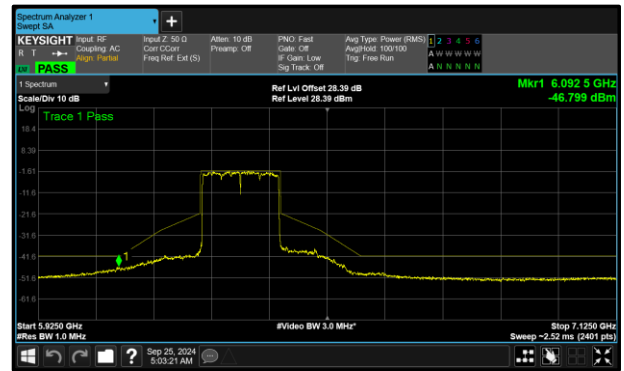 Spectrum Analyzer 1
Swept SA
+
KEYSIGHT Input: RF Input Z: 50 Ω Atten: 10 dB PNO: Fast Avg Type: Power (RMS) 1 2 3 4 5 6
R T Coupling: AC Corr CCorr Preamp: Off Gate: Off Avg|Hold: 100/100 A W W W W W
Align: Partial Freq Ref: Ext (S) IF Gain: Low Trig: Free Run
PASS Sig Track: Off A N N N N N
1 Spectrum Ref Lvl Offset 28.39 dB Mkr1 6.092 5 GHz
Scale/Div 10 dB Ref Level 28.39 dBm -46.799 dBm
Log
Trace 1 Pass
18.4
8.39
-1.61
-11.6
-21.6
-31.6
-41.6
1
-51.6
-61.6
Start 5.9250 GHz #Video BW 3.0 MHz* Stop 7.1250 GHz
#Res BW 1.0 MHz Sweep ~2.52 ms (2401 pts)
? Sep 25, 2024
5:03:21 AM